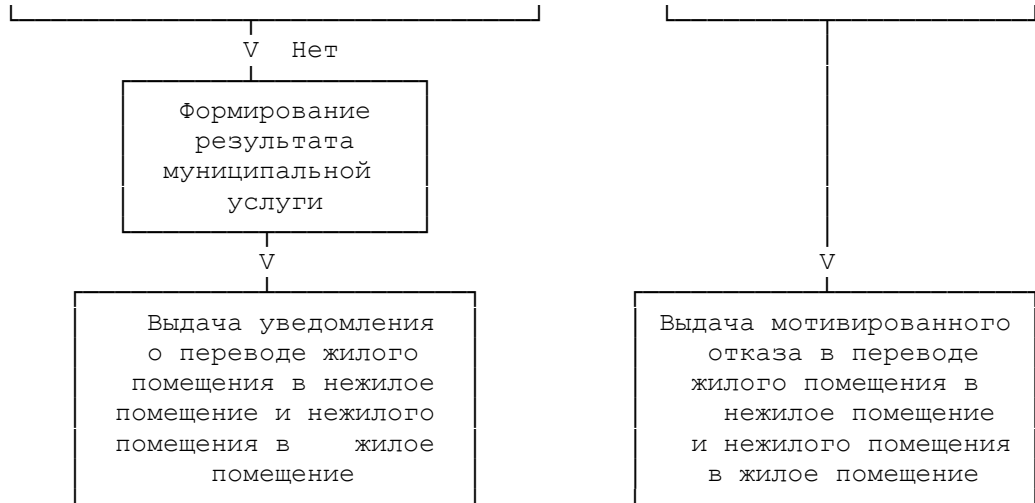 V Нет
Формирование
результата
муниципальной
услуги
V
Выдача уведомления
о переводе жилого
помещения в нежилое
помещение и нежилого
помещения в жилое
помещение
V
Выдача мотивированного
отказа в переводе
жилого помещения в
нежилое помещение
и нежилого помещения
в жилое помещение